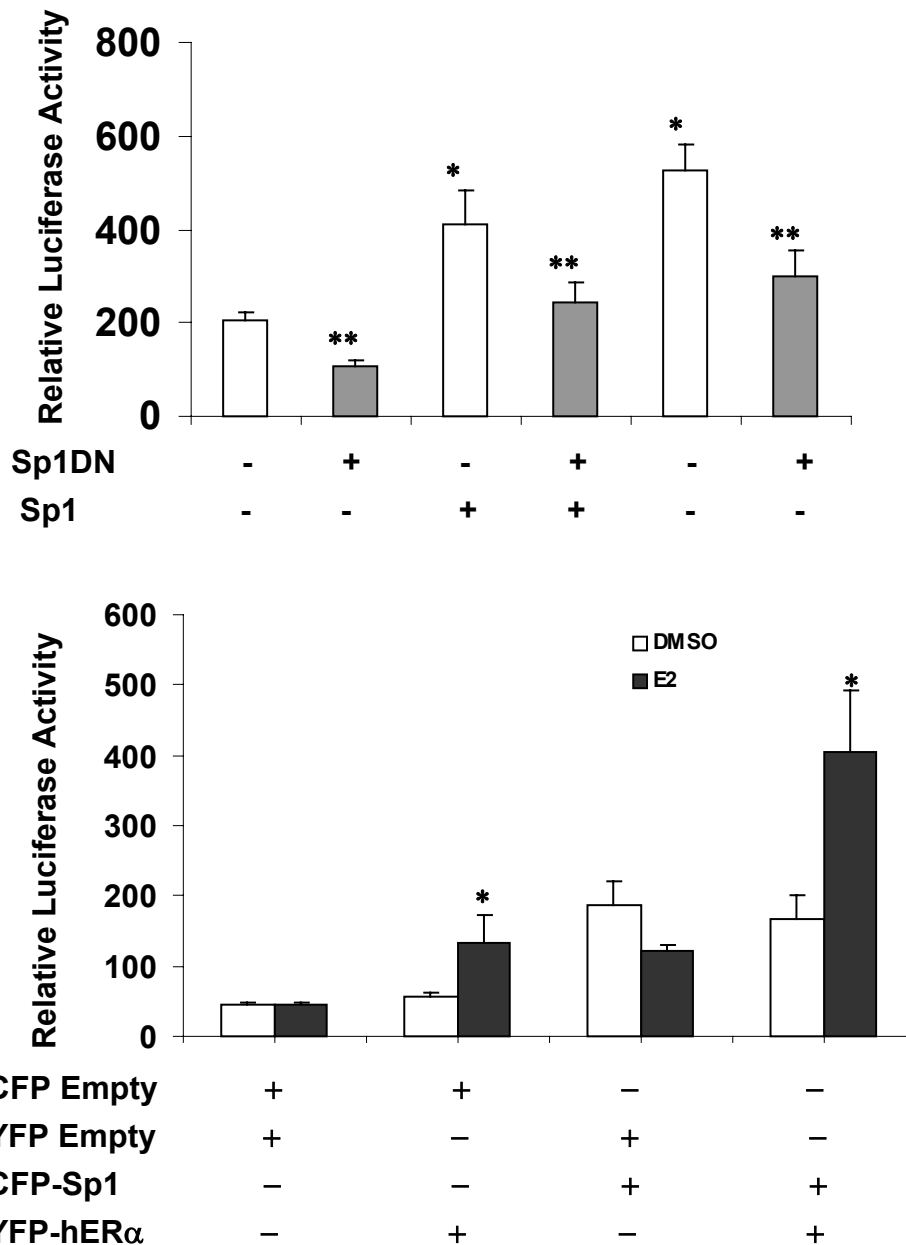 Relative Luciferase Activity
800
600
400
200
0
*
*
**
**
**
Sp1DN - + - + - +
Sp1 - - + + - -
Relative Luciferase Activity
600
500
400
300
200
100
0
DMSO
E2
*
*
CFP Empty + + – –
YFP Empty + – + –
CFP-Sp1 – – + +
YFP-hERα – + – +